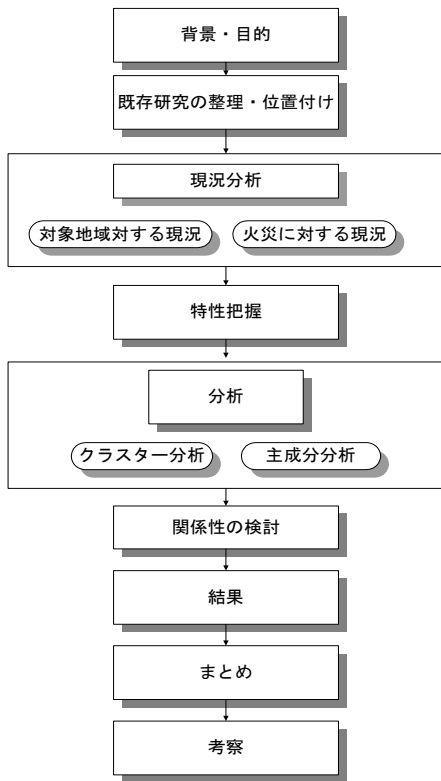 背景・目的
既存研究の整理・位置付け
現況分析
対象地域対する現況
火災に対する現況
特性把握
分析
クラスター分析
主成分分析
関係性の検討
結果
まとめ
考察